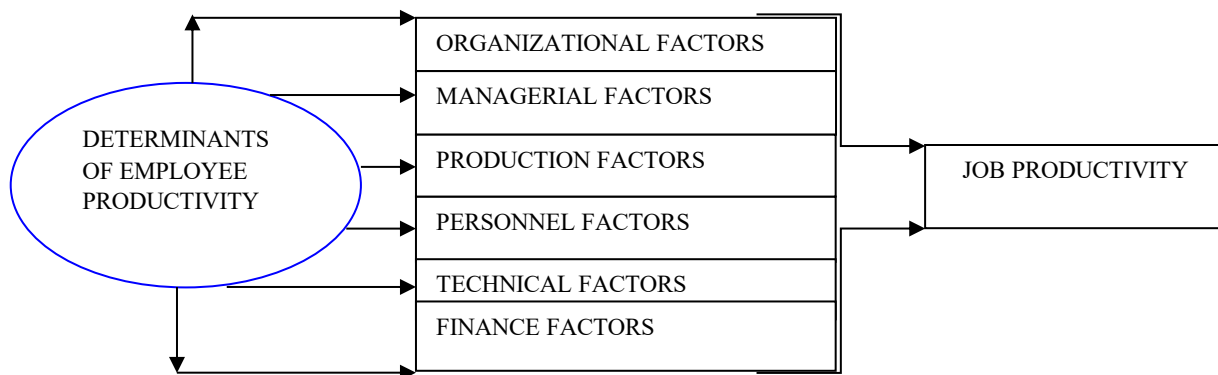 DETERMINANTS
OF EMPLOYEE
PRODUCTIVITY
ORGANIZATIONAL FACTORS
MANAGERIAL FACTORS
PRODUCTION FACTORS
PERSONNEL FACTORS
TECHNICAL FACTORS
FINANCE FACTORS
JOB PRODUCTIVITY